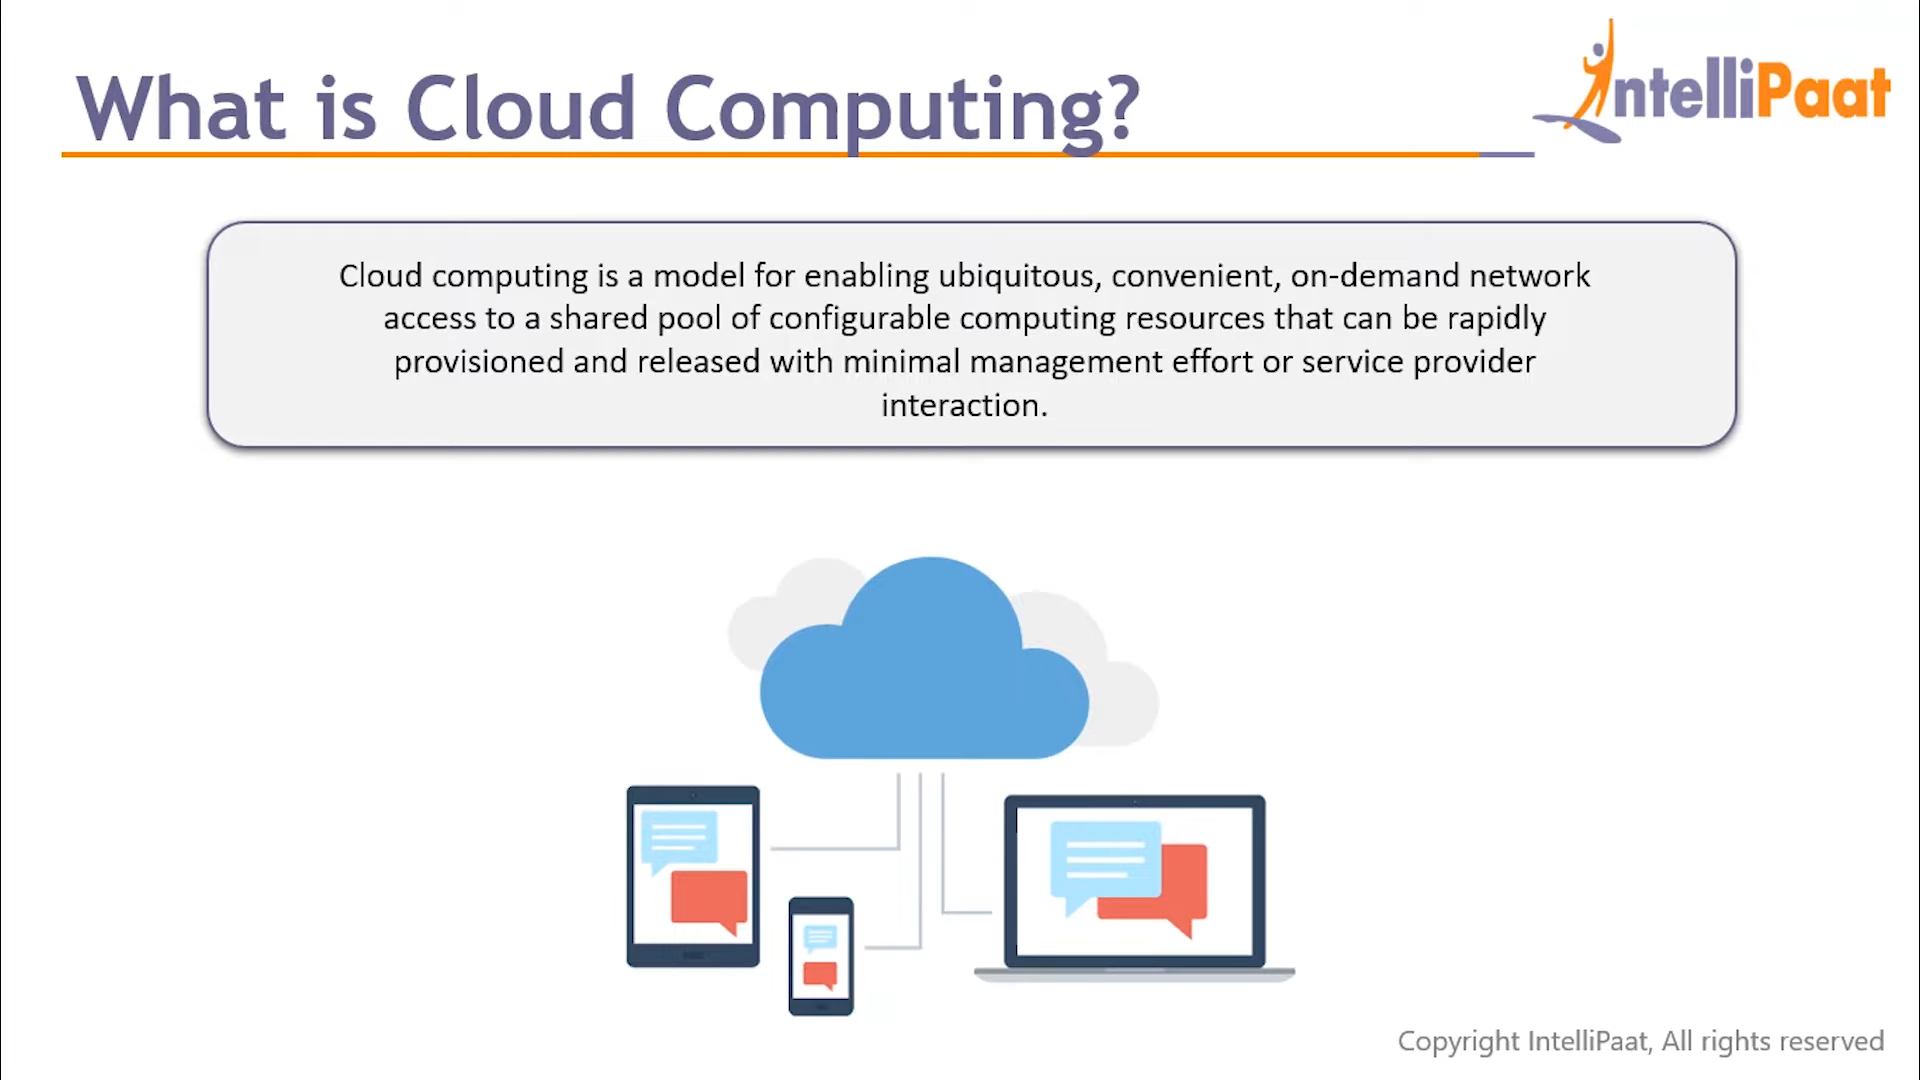 What is Cloud Computing?
IntelliPaat
Cloud computing is a model for enabling ubiquitous, convenient, on-demand network
access to a shared pool of configurable computing resources that can be rapidly
provisioned and released with minimal management effort or service provider
interaction.
Copyright IntelliPaat, All rights reserved